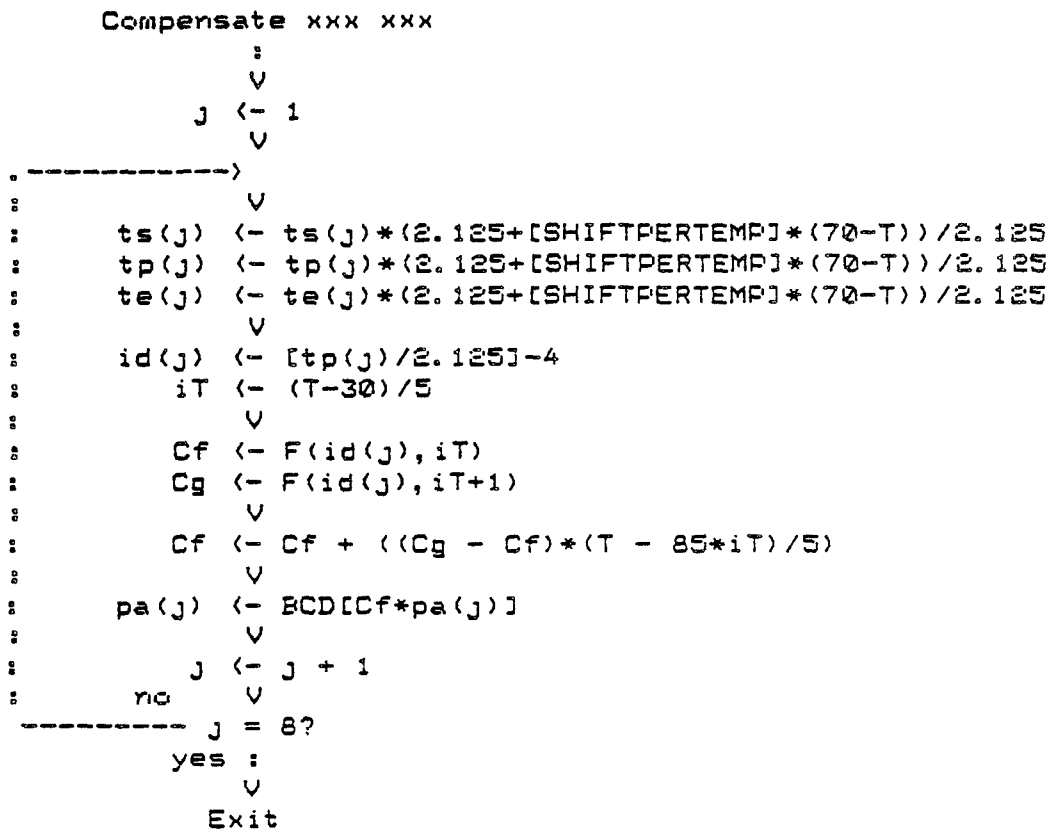 Compensate xxx xxx
:
V
j <- 1
V
.------------>
: V
: ts(j) <- ts(j)*(2.125+[SHIFTPERTEMP]*(70-T))/2.125
: tp(j) <- tp(j)*(2.125+[SHIFTPERTEMP]*(70-T))/2.125
: te(j) <- te(j)*(2.125+[SHIFTPERTEMP]*(70-T))/2.125
: V
: id(j) <- [tp(j)/2.125]-4
: iT <- (T-30)/5
: V
: Cf <- F(id(j),iT)
: Cg <- F(id(j),iT+1)
: V
: Cf <- Cf + ((Cg - Cf)*(T - 85*iT)/5)
: V
: pa(j) <- BCD[Cf*pa(j)]
: V
: j <- j + 1
: no V
---------- j = 8?
yes :
V
Exit